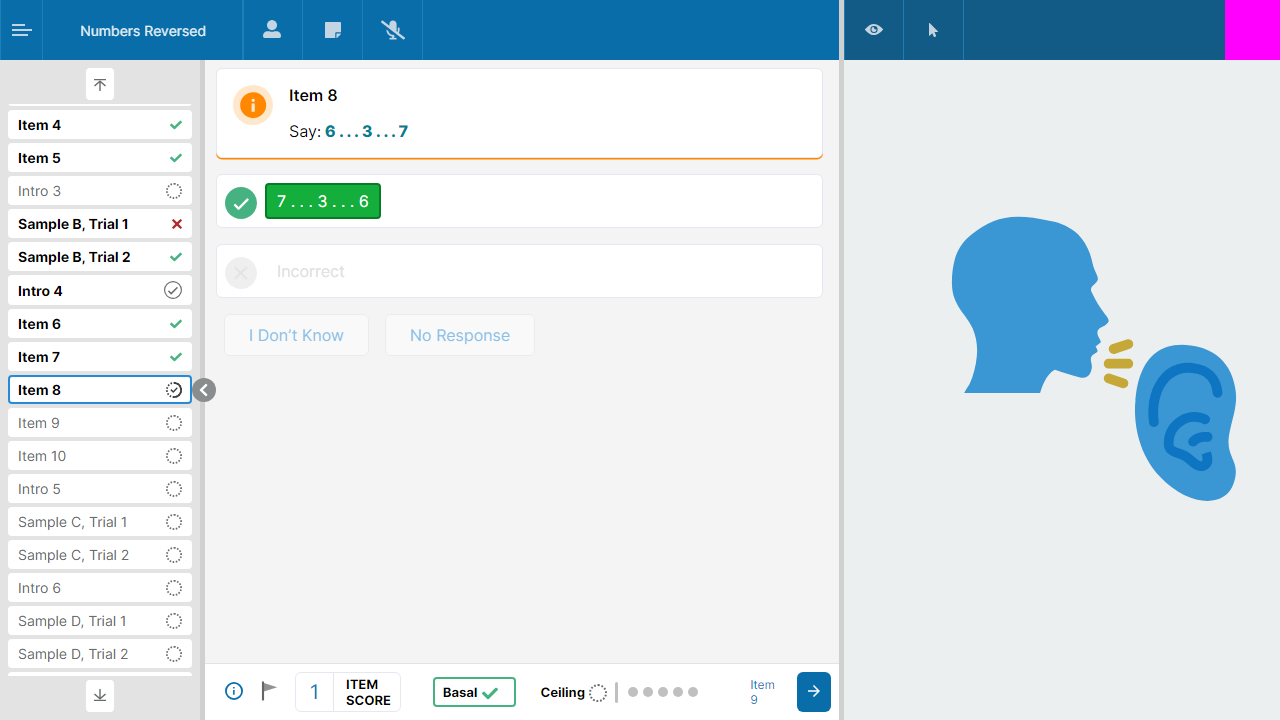 Numbers Reversed
Item 4
Item 5
Intro 3
Sample B, Trial 1
Sample B, Trial 2
Intro 4
Item 6
Item 7
Item 8
Item 9
Item 10
Intro 5
Sample C, Trial 1
Sample C, Trial 2
Intro 6
Sample D, Trial 1
Sample D, Trial 2
Item 8
Say: 6 . . . 3 . . . 7
7 . . . 3 . . . 6
Incorrect
I Don't Know
No Response
1
ITEM
SCORE
Basal
Ceiling
Item
9